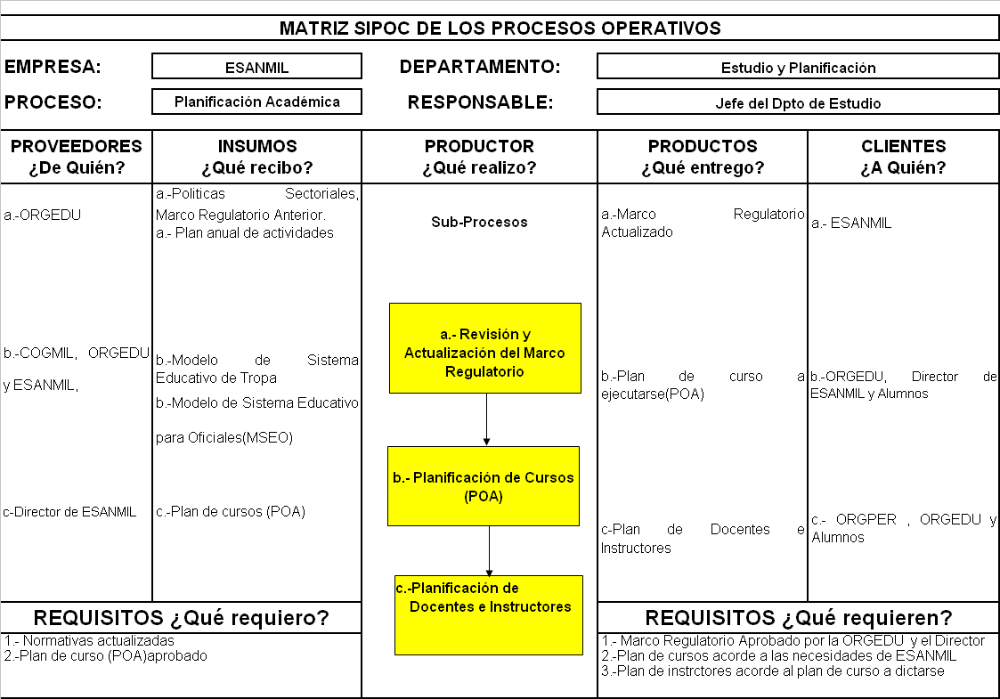 MATRIZ SIPOC DE LOS PROCESOS OPERATIVOS
EMPRESA:
ESANMIL
DEPARTAMENTO:
Estudio y Planificación
PROCESO:
Planificación Académica
RESPONSABLE:
Jefe del Dpto de Estudio
PROVEEDORES
¿De Quién?
INSUMOS
¿Qué recibo?
PRODUCTOR
¿Qué realizo?
PRODUCTOS
¿Qué entrego?
CLIENTES
¿A Quién?
a.-ORGEDU
b.-COGMIL, ORGEDU
y ESANMIL,
c-Director de ESANMIL
a.-Politicas Sectoriales,
Marco Regulatorio Anterior.
a.- Plan anual de actividades
b.-Modelo de Sistema
Educativo de Tropa
b.-Modelo de Sistema Educativo
para Oficiales(MSEO)
c.-Plan de cursos (POA)
Sub-Procesos
a.- Revisión y
Actualización del Marco
Regulatorio
b.- Planificación de Cursos
(POA)
c.-Planificación de
Docentes e Instructores
a.-Marco Regulatorio
Actualizado
b.-Plan de curso a
ejecutarse(POA)
c-Plan de Docentes e
Instructores
a.- ESANMIL
b.-ORGEDU, Director de
ESANMIL y Alumnos
c.- ORGPER , ORGEDU y
Alumnos
REQUISITOS ¿Qué requiero?
1.- Normativas actualizadas
2.-Plan de curso (POA)aprobado
REQUISITOS ¿Qué requieren?
1.- Marco Regulatorio Aprobado por la ORGEDU y el Director
2.-Plan de cursos acorde a las necesidades de ESANMIL
3.-Plan de instrctores acorde al plan de curso a dictarse